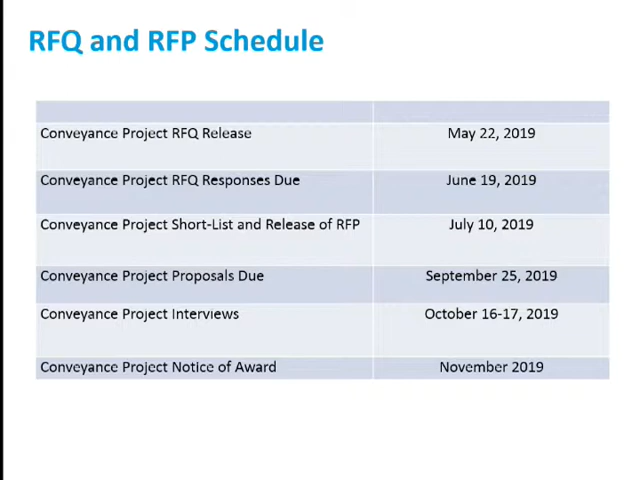 RFQ and RFP Schedule
Conveyance Project RFQ Release May 22, 2019
Conveyance Project RFQ Responses Due June 19, 2019
Conveyance Project Short-List and Release of RFP July 10, 2019
Conveyance Project Proposals Due September 25, 2019
Conveyance Project Interviews October 16-17, 2019
Conveyance Project Notice of Award November 2019